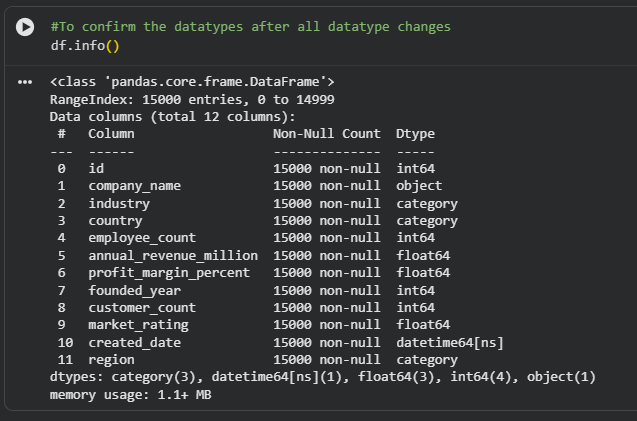 #To confirm the datatypes after all datatype changes
df.info()
<class 'pandas.core.frame.DataFrame'>
RangeIndex: 15000 entries, 0 to 14999
Data columns (total 12 columns):
 #   Column                  Non-Null Count  Dtype
---  ------                  --------------  -----
 0   id                      15000 non-null  int64
 1   company_name            15000 non-null  object
 2   industry                15000 non-null  category
 3   country                 15000 non-null  category
 4   employee_count          15000 non-null  int64
 5   annual_revenue_million  15000 non-null  float64
 6   profit_margin_percent   15000 non-null  float64
 7   founded_year            15000 non-null  int64
 8   customer_count          15000 non-null  int64
 9   market_rating           15000 non-null  float64
 10  created_date            15000 non-null  datetime64[ns]
 11  region                  15000 non-null  category
dtypes: category(3), datetime64[ns](1), float64(3), int64(4), object(1)
memory usage: 1.1+ MB